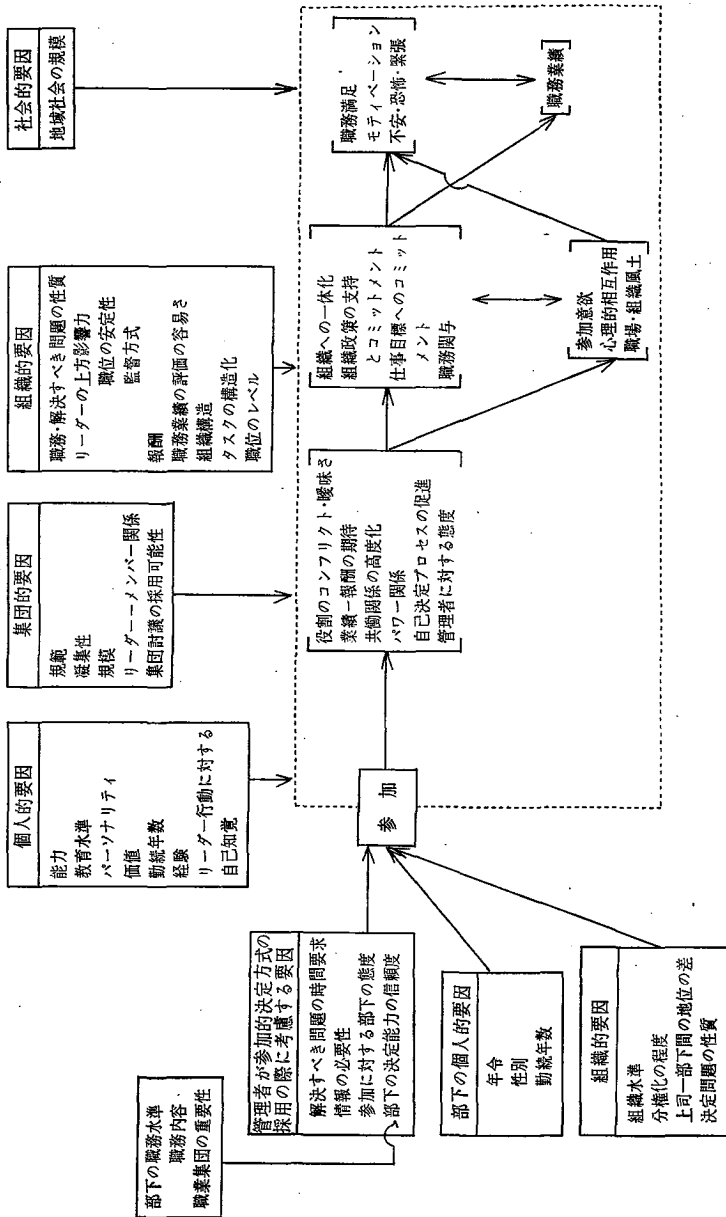 部下の職務水準
職務内容
職業集団の重要性
管理者が参加的決定方式の
採用の際に考慮する要因
解決すべき問題の時間要求
情報の必要性
参加に対する部下の態度
部下の決定能力の信頼度
部下の個人的要因
年令
性別
勤続年数
組織的要因
組織水準
分権化の程度
上司一部下間の地位の差
決定問題の性質
参加
個人的要因
能力
教育水準
パーソナリティ
価値
勤続年数
経験
リーダー行動に対する
自己知覚
集団的要因
規範
凝集性
規模
リーダーーメンバー関係
集団討議の採用可能性
組織的要因
職務・解決すべき問題の性質
リーダーの上方影響力
職位の安定性
監督方式
報酬
職務業績の評価の容易さ
組織構造
タスクの構造化
職位のレベル
社会的要因
地域社会の規模
役割のコンフリクト・曖昧さ
業績ー報酬の期待
共働関係の高度化
パワー関係
自己決定プロセスの促進
管理者に対する態度
組織への一体化
組織政策の支持
とコミットメント
仕事目標へのコミット
メント
職務関与
参加意欲
心理的相互作用
職場・組織風土
職務満足
モティベーション
不安・恐怖・緊張
職務業績